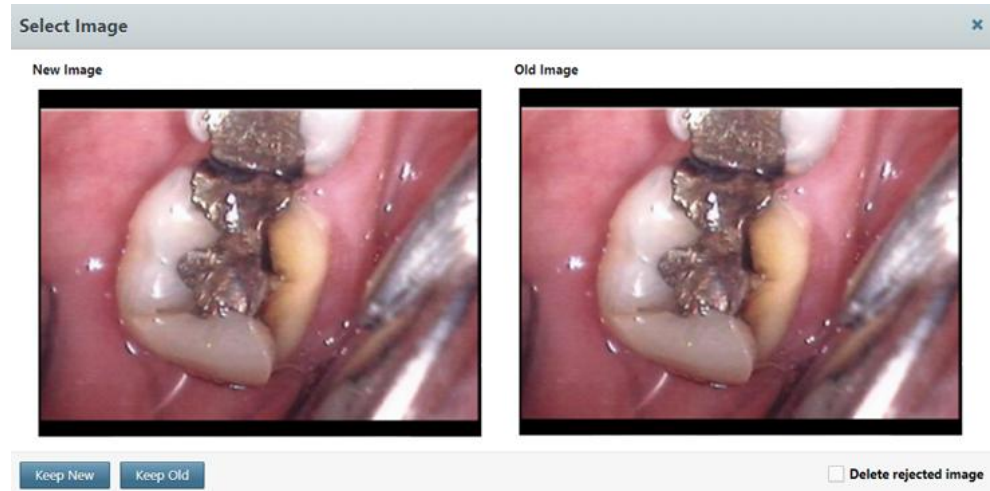 Select Image
New Image
Old Image
Keep New
Keep Old
Delete rejected image